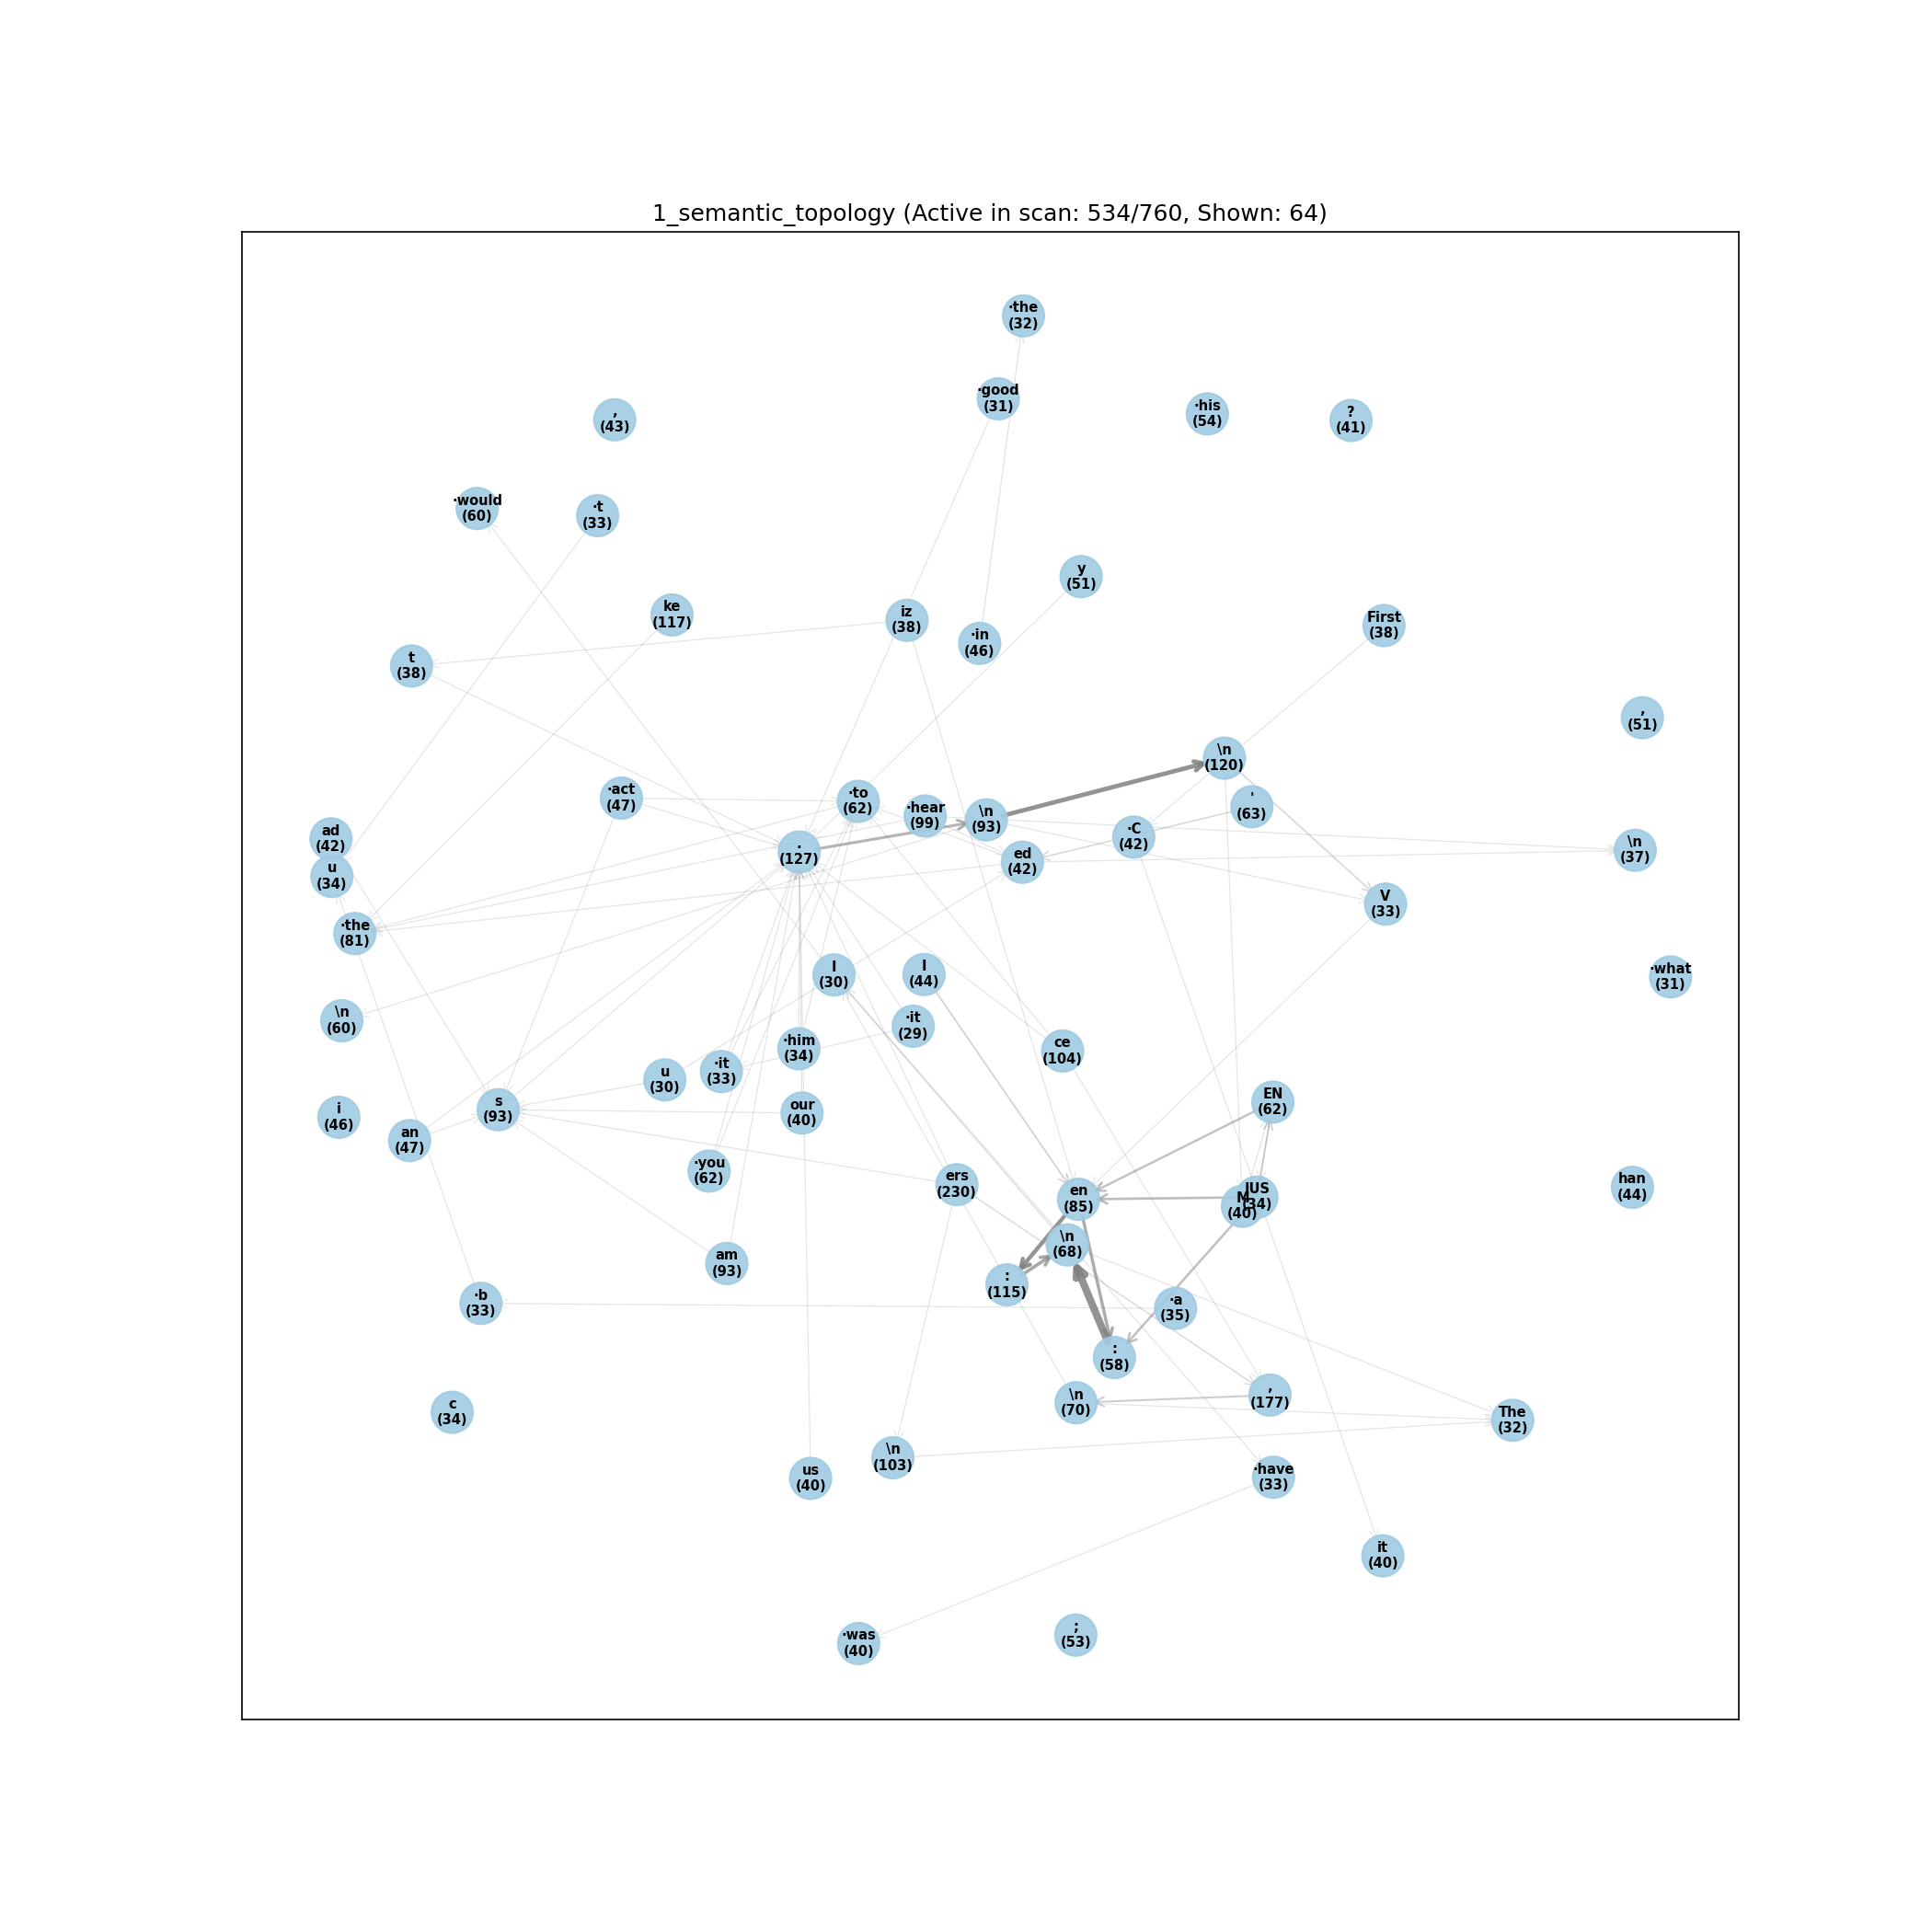 1_semantic_topology (Active in scan: 534/760, Shown: 64)
·the
(32)
·good
(31)
·his
(54)
?
(41)
,
(43)
·would
(60)
·t
(33)
y
(51)
ke
(117)
iz
(38)
·in
(46)
First
(38)
t
(38)
,
(51)
\n
(120)
·act
(47)
·to
(62)
·hear
(99)
\n
(93)
'
(63)
·C
(42)
ad
(42)
.
(127)
ed
(42)
\n
(37)
u
(34)
V
(33)
·the
(81)
I
(30)
I
(44)
·what
(31)
\n
(60)
·it
(29)
·him
(34)
ce
(104)
·it
(33)
u
(30)
EN
(62)
s
(93)
our
(40)
i
(46)
an
(47)
·you
(62)
ers
(230)
han
(44)
en
(85)
JUS
(34)
M
(40)
\n
(68)
am
(93)
:
(115)
·b
(33)
·a
(35)
:
(58)
,
(177)
\n
(70)
c
(34)
The
(32)
\n
(103)
us
(40)
·have
(33)
it
(40)
·was
(40)
;
(53)